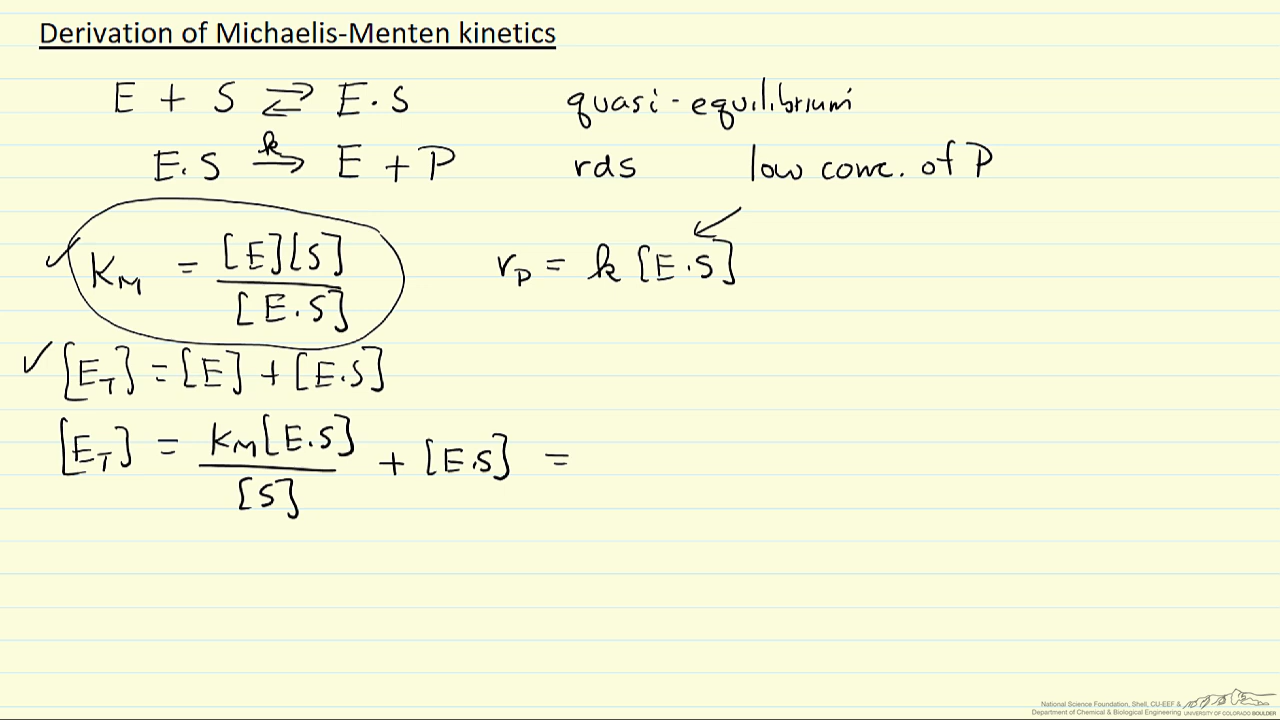 Derivation of Michaelis-Menten kinetics
E + S ⇄ E·S quasi-equilibrium
E·S →k E + P rds low conc. of P
K_M = [E][S] / [E·S] r_P = k [E·S]
[E_T] = [E] + [E·S]
[E_T] = K_M[E·S] / [S] + [E·S] =
National Science Foundation, Shell, CU-EEF &
Department of Chemical & Biological Engineering UNIVERSITY OF COLORADO BOULDER